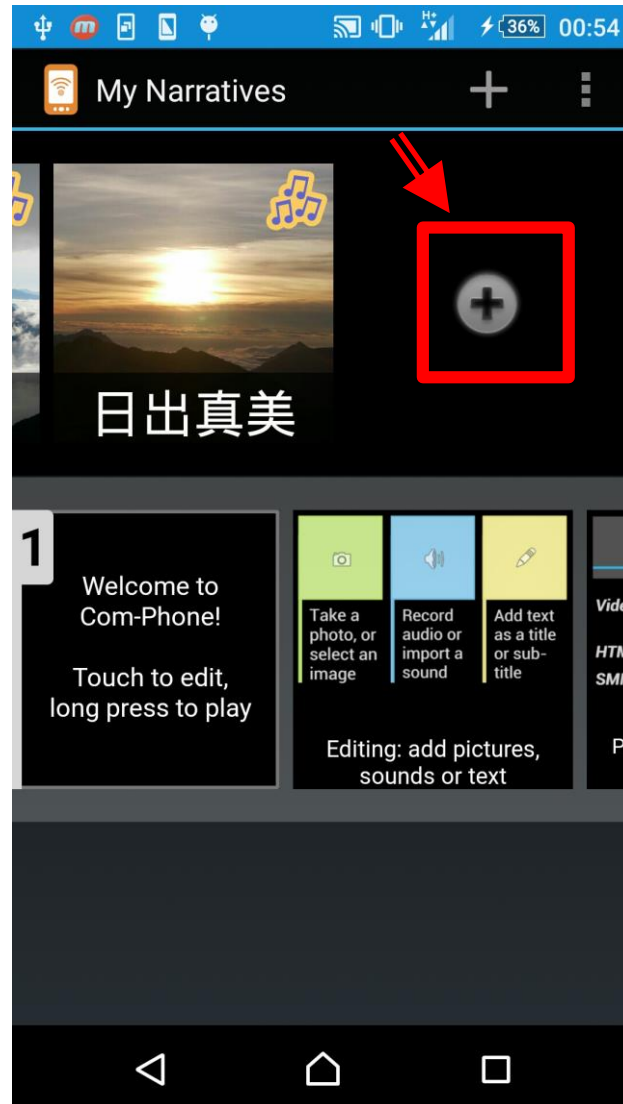 36% 00:54
My Narratives
日出真美
1
Welcome to
Com-Phone!
Touch to edit,
long press to play
Take a
photo, or
select an
image
Record
audio or
import a
sound
Add text
as a title
or sub-
title
Editing: add pictures,
sounds or text